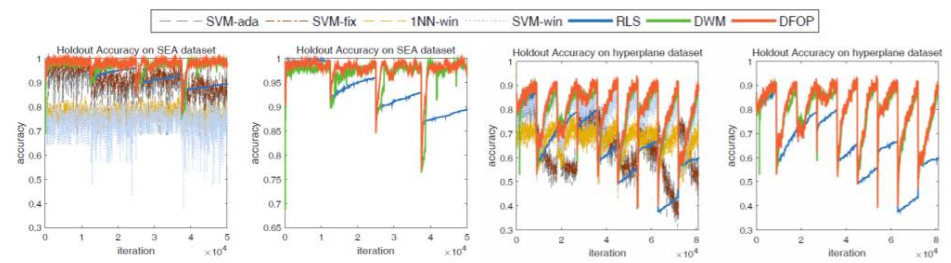 SVM-ada SVM-fix 1NN-win SVM-win RLS DWM DFOP
Holdout Accuracy on SEA dataset
1
0.9
0.8
0.7
0.6
0.5
0.4
0.3
accuracy
0 1 2 3 4 5
iteration ×10⁴
Holdout Accuracy on SEA dataset
1
0.95
0.9
0.85
0.8
0.75
0.7
0.65
accuracy
0 1 2 3 4 5
iteration ×10⁴
Holdout Accuracy on hyperplane dataset
1
0.9
0.8
0.7
0.6
0.5
0.4
0.3
accuracy
0 2 4 6 8
iteration ×10⁴
Holdout Accuracy on hyperplane dataset
1
0.9
0.8
0.7
0.6
0.5
0.4
0.3
accuracy
0 2 4 6 8
iteration ×10⁴